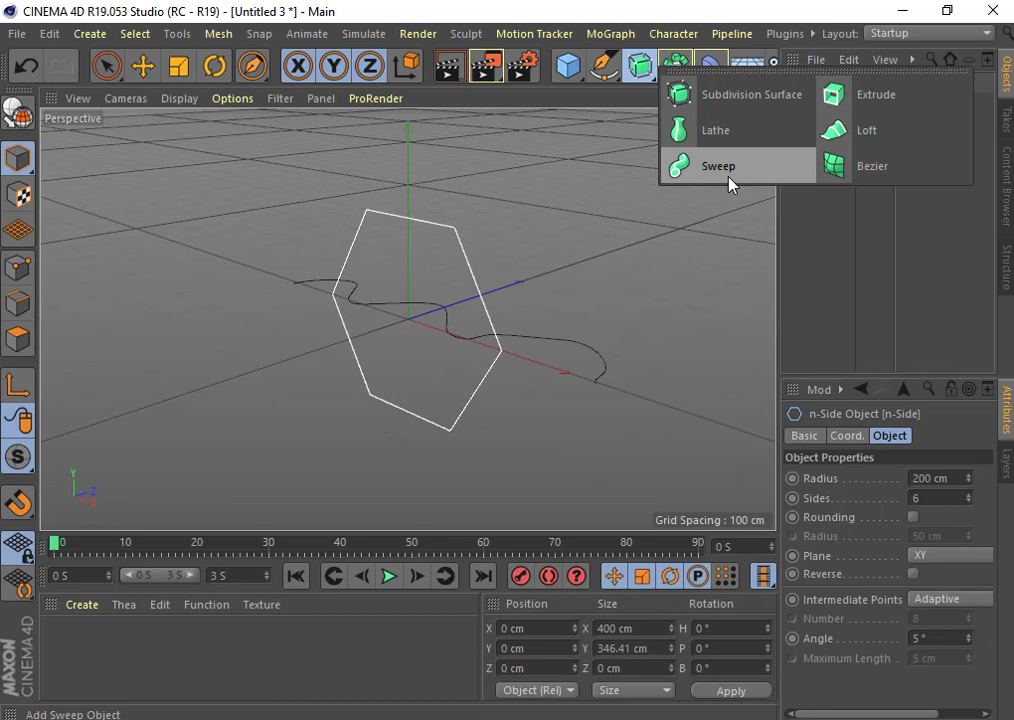 CINEMA 4D R19.053 Studio (RC - R19) - [Untitled 3 *] - Main
File Edit Create Select Tools Mesh Snap Animate Simulate Render Sculpt Motion Tracker MoGraph Character Pipeline Plugins Layout: Startup
X Y Z File Edit View
View Cameras Display Options Filter Panel ProRender
Perspective
Subdivision Surface Extrude
Lathe Loft
Sweep Bezier
Objects
Takes
Content Browser
Structure
Attributes
Layers
Mod
n-Side Object [n-Side]
Basic Coord. Object
Object Properties
Radius . . . . . . . . . 200 cm
Sides . . . . . . . . . . 6
Rounding . . . . . . .
Radius . . . . . . . . . 50 cm
Plane . . . . . . . . . . XY
Reverse . . . . . . . . .
Intermediate Points Adaptive
Number . . . . . . . . 8
Angle . . . . . . . . . . 5 °
Maximum Length . 5 cm
Y
Z
X
Grid Spacing : 100 cm
0 10 20 30 40 50 60 70 80 90 0 S
0 S 0 S 3 S 3 S
P
S
Create Thea Edit Function Texture
Position Size Rotation
X 0 cm X 400 cm H 0 °
Y 0 cm Y 346.41 cm P 0 °
Z 0 cm Z 0 cm B 0 °
Object (Rel) Size Apply
MAXON
CINEMA 4D
Add Sweep Object